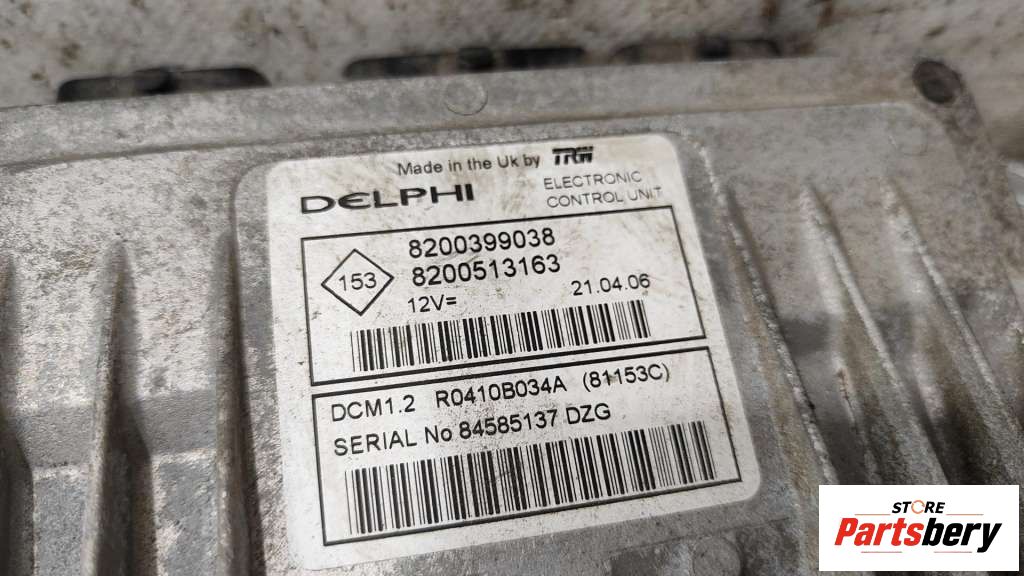 Made in the Uk by TRW
DELPHI
ELECTRONIC
CONTROL UNIT
8200399038
153
8200513163
12V=
21.04.06
DCM1.2 R0410B034A (81153C)
SERIAL No 84585137 DZG
STORE
Partsbery